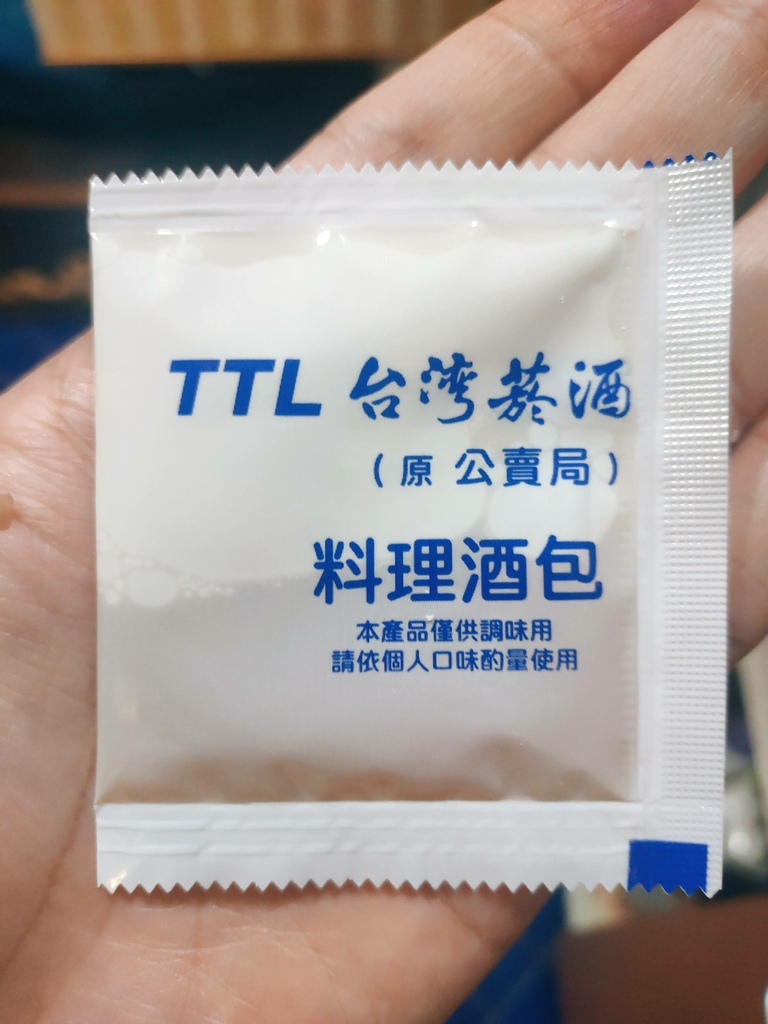 TTL 台湾菸酒
(原 公賣局)
料理酒包
本產品僅供調味用
請依個人口味酌量使用